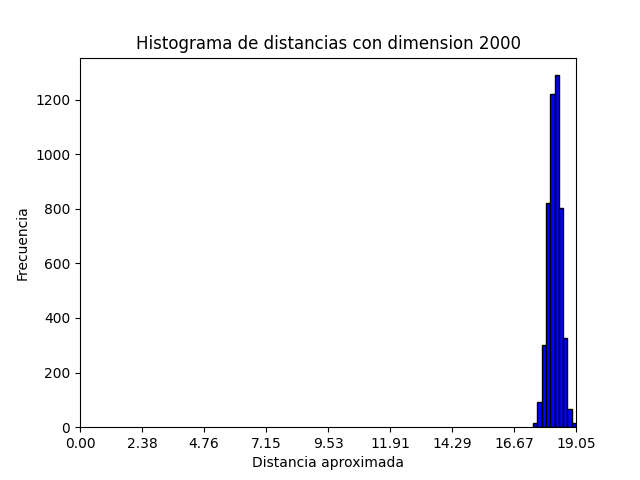 Histograma de distancias con dimension 2000
1200
1000
800
600
400
200
0
Frecuencia
0.00 2.38 4.76 7.15 9.53 11.91 14.29 16.67 19.05
Distancia aproximada